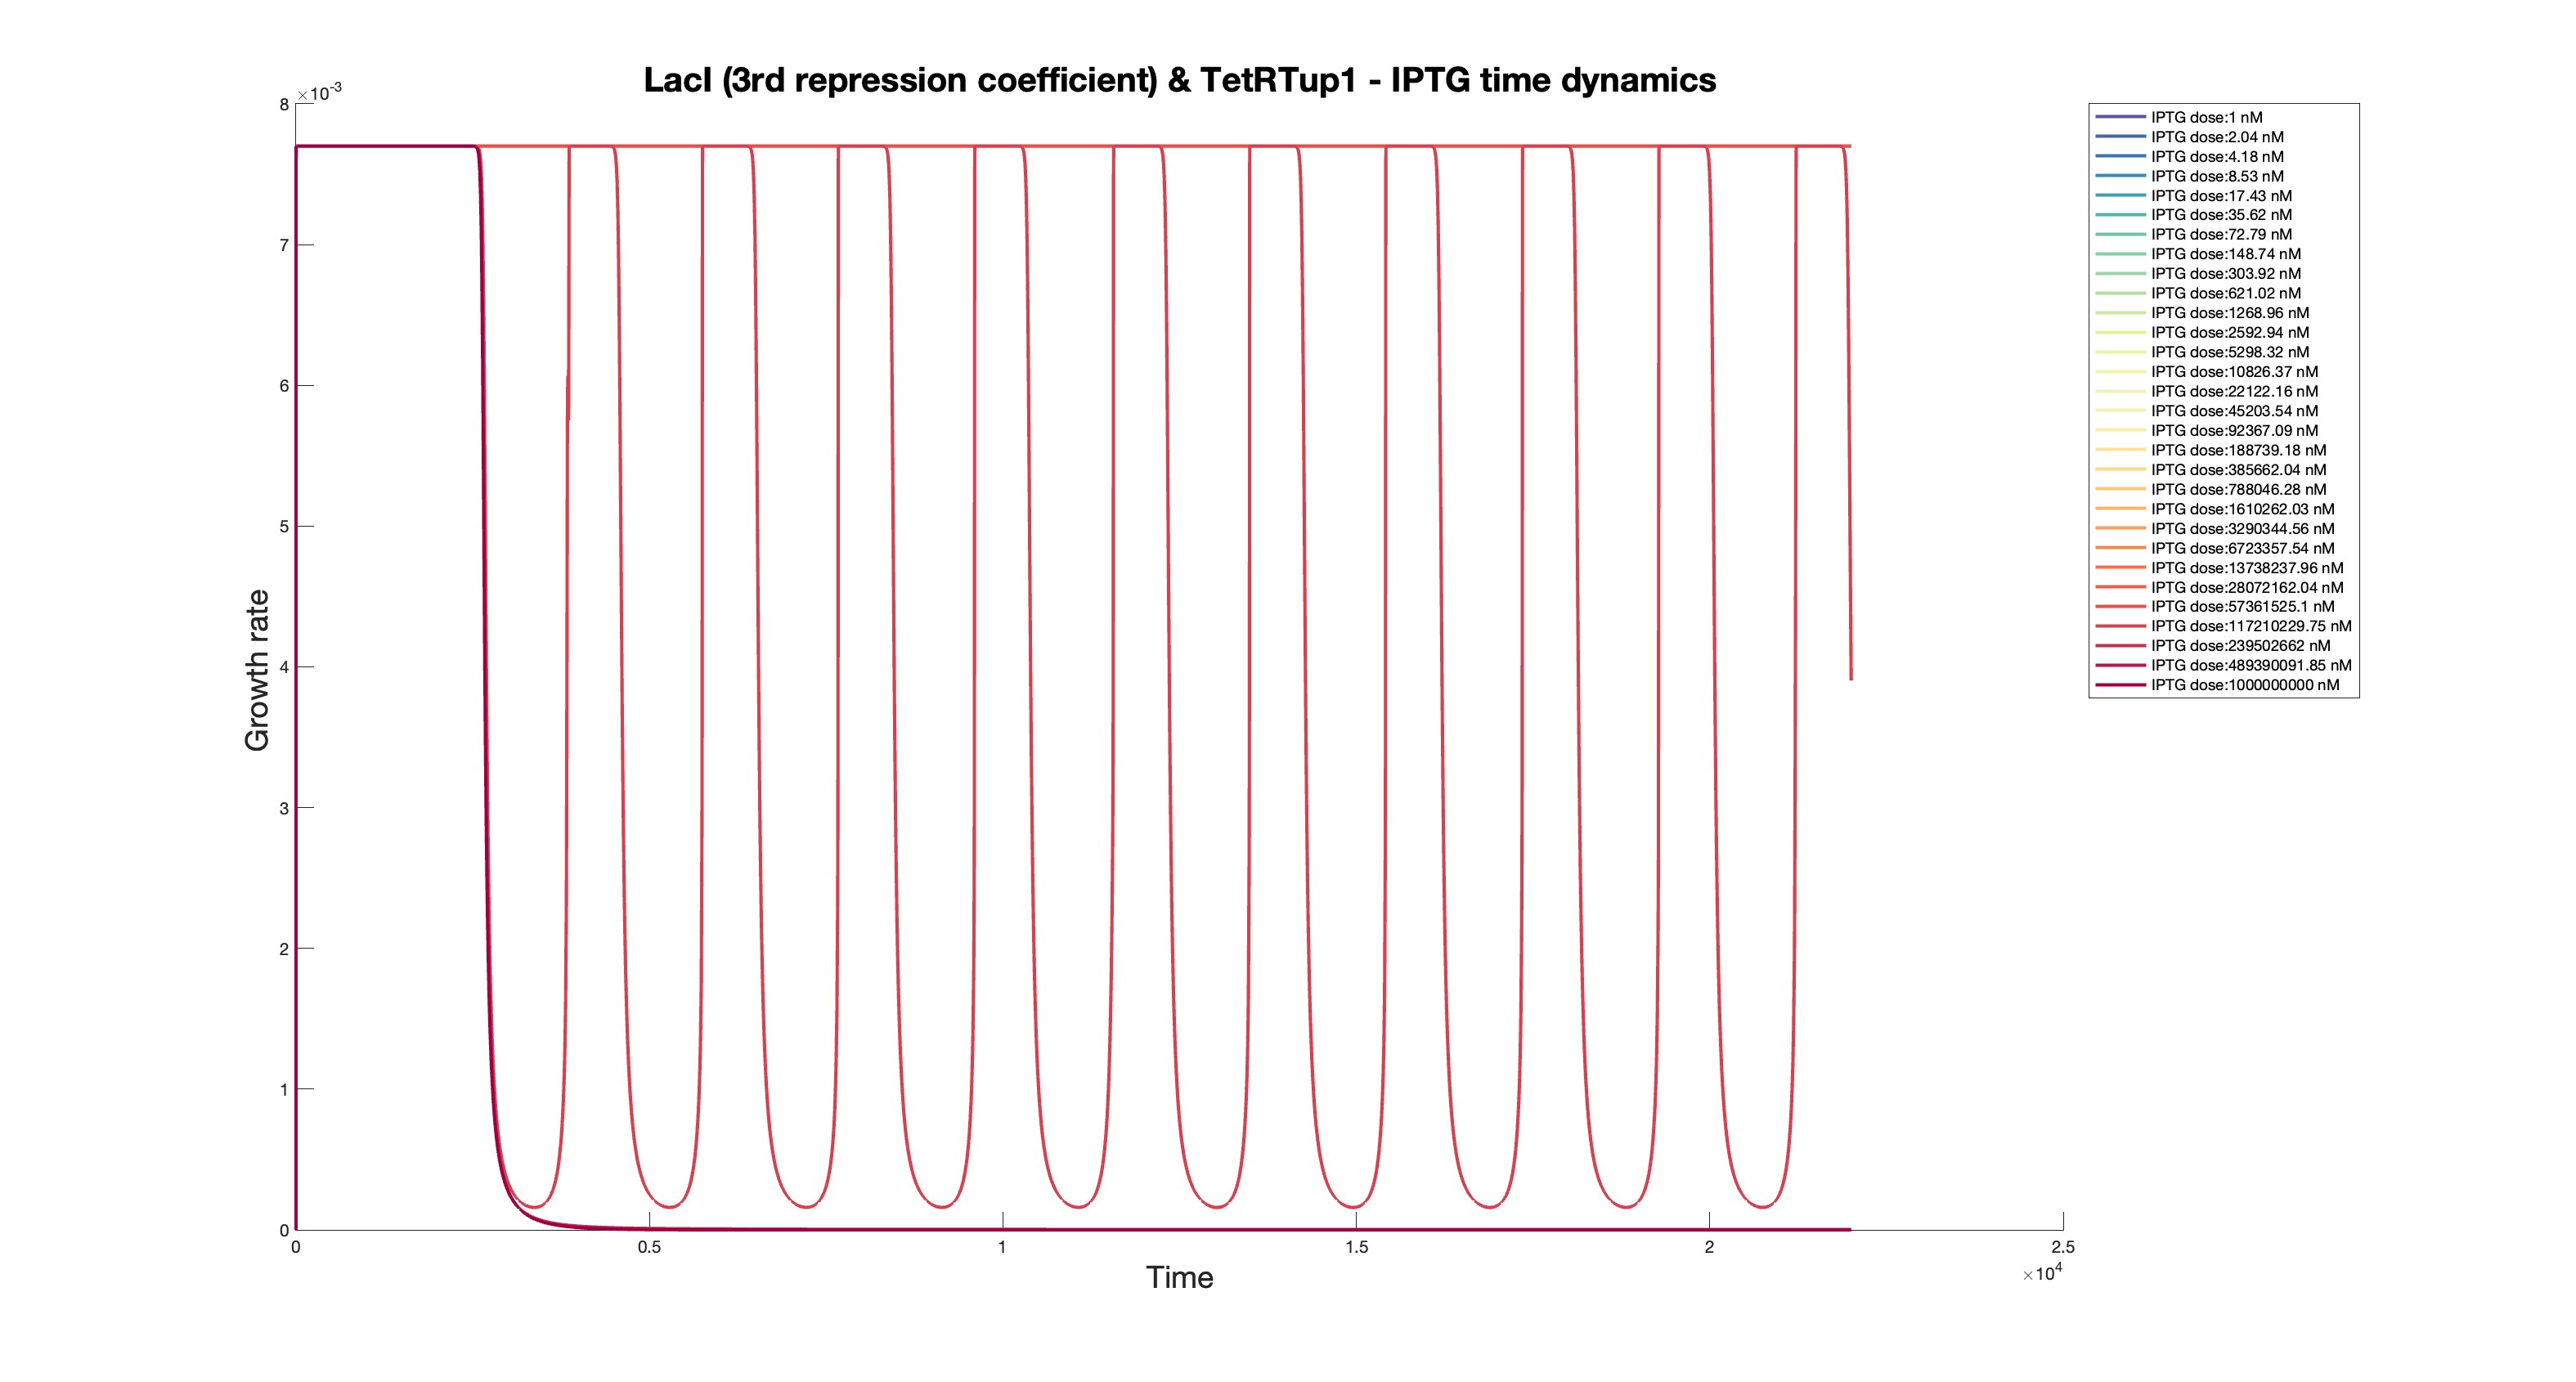 LacI (3rd repression coefficient) & TetRTup1 - IPTG time dynamics
×10-3
8
7
6
5
4
3
2
1
0
Growth rate
0 0.5 1 1.5 2 2.5
×104
Time
IPTG dose:1 nM
IPTG dose:2.04 nM
IPTG dose:4.18 nM
IPTG dose:8.53 nM
IPTG dose:17.43 nM
IPTG dose:35.62 nM
IPTG dose:72.79 nM
IPTG dose:148.74 nM
IPTG dose:303.92 nM
IPTG dose:621.02 nM
IPTG dose:1268.96 nM
IPTG dose:2592.94 nM
IPTG dose:5298.32 nM
IPTG dose:10826.37 nM
IPTG dose:22122.16 nM
IPTG dose:45203.54 nM
IPTG dose:92367.09 nM
IPTG dose:188739.18 nM
IPTG dose:385662.04 nM
IPTG dose:788046.28 nM
IPTG dose:1610262.03 nM
IPTG dose:3290344.56 nM
IPTG dose:6723357.54 nM
IPTG dose:13738237.96 nM
IPTG dose:28072162.04 nM
IPTG dose:57361525.1 nM
IPTG dose:117210229.75 nM
IPTG dose:239502662 nM
IPTG dose:489390091.85 nM
IPTG dose:1000000000 nM